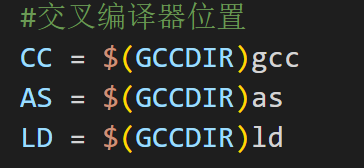 #交叉编译器位置
CC = $(GCCDIR)gcc
AS = $(GCCDIR)as
LD = $(GCCDIR)ld